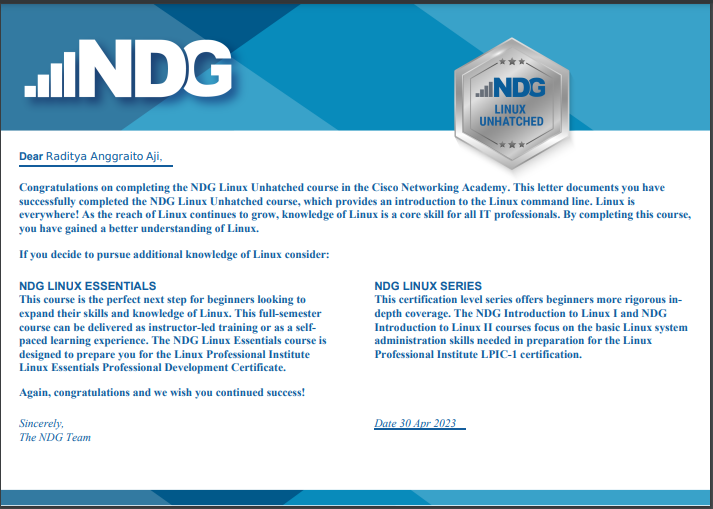 NDG
NDG
LINUX
UNHATCHED
Dear Raditya Anggraito Aji,
Congratulations on completing the NDG Linux Unhatched course in the Cisco Networking Academy. This letter documents you have
successfully completed the NDG Linux Unhatched course, which provides an introduction to the Linux command line. Linux is
everywhere! As the reach of Linux continues to grow, knowledge of Linux is a core skill for all IT professionals. By completing this course,
you have gained a better understanding of Linux.
If you decide to pursue additional knowledge of Linux consider:
NDG LINUX ESSENTIALS
This course is the perfect next step for beginners looking to
expand their skills and knowledge of Linux. This full-semester
course can be delivered as instructor-led training or as a self-
paced learning experience. The NDG Linux Essentials course is
designed to prepare you for the Linux Professional Institute
Linux Essentials Professional Development Certificate.
NDG LINUX SERIES
This certification level series offers beginners more rigorous in-
depth coverage. The NDG Introduction to Linux I and NDG
Introduction to Linux II courses focus on the basic Linux system
administration skills needed in preparation for the Linux
Professional Institute LPIC-1 certification.
Again, congratulations and we wish you continued success!
Sincerely,
The NDG Team
Date 30 Apr 2023